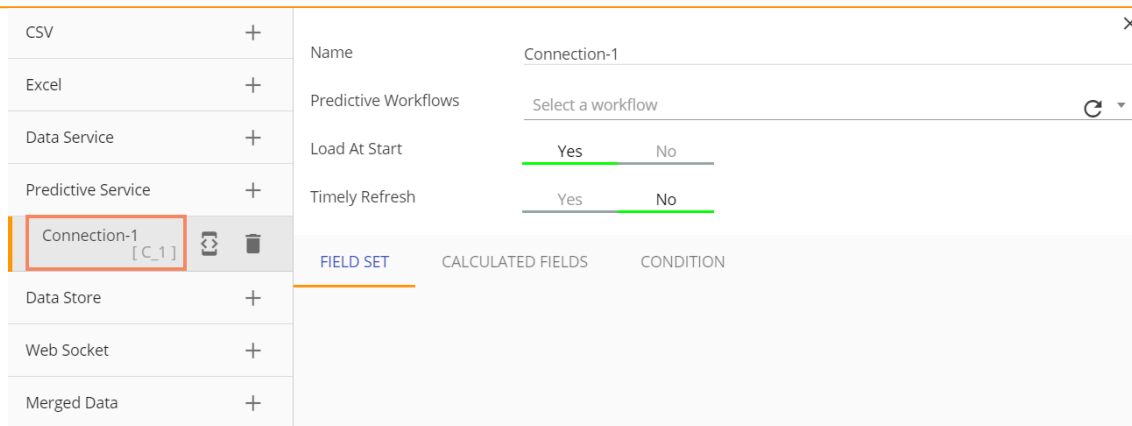 CSV
Excel
Data Service
Predictive Service
Connection-1
[ C_1 ]
Data Store
Web Socket
Merged Data
Name Connection-1
Predictive Workflows Select a workflow
Load At Start Yes No
Timely Refresh Yes No
FIELD SET CALCULATED FIELDS CONDITION